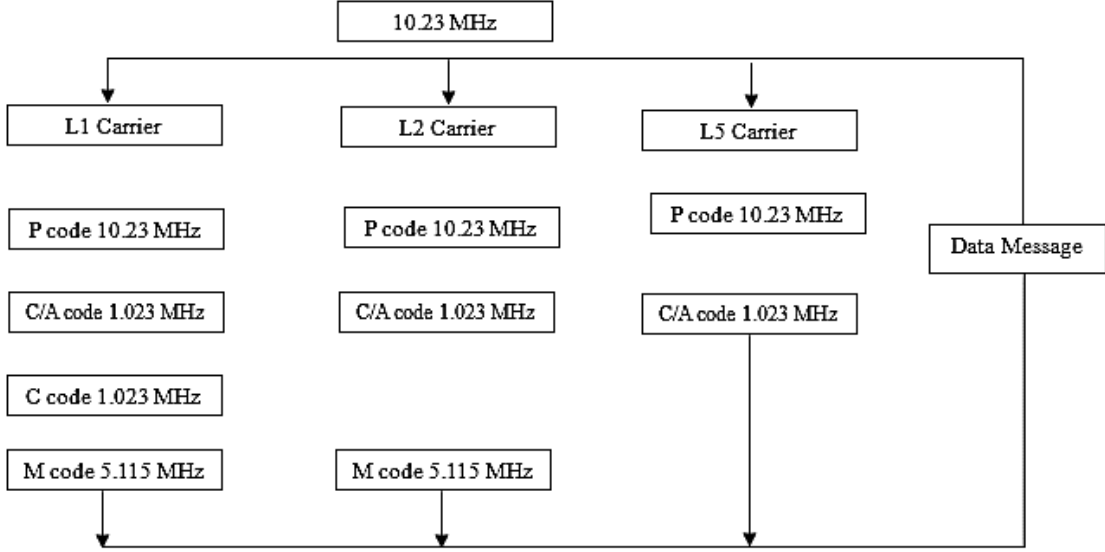 10.23 MHz
L1 Carrier
L2 Carrier
L5 Carrier
P code 10.23 MHz
P code 10.23 MHz
P code 10.23 MHz
Data Message
C/A code 1.023 MHz
C/A code 1.023 MHz
C/A code 1.023 MHz
C code 1.023 MHz
M code 5.115 MHz
M code 5.115 MHz